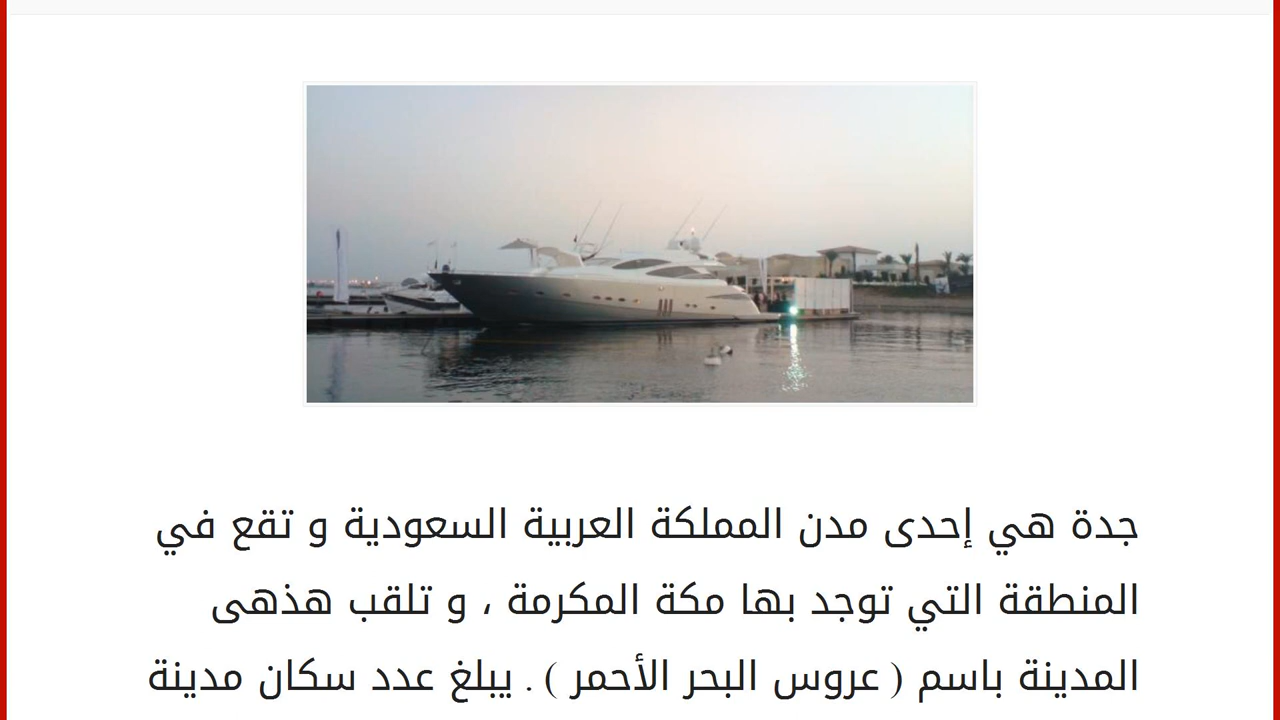 جدة هي إحدى مدن المملكة العربية السعودية و تقع في
المنطقة التي توجد بها مكة المكرمة ، و تلقب هذهى
المدينة باسم ( عروس البحر الأحمر ) . يبلغ عدد سكان مدينة